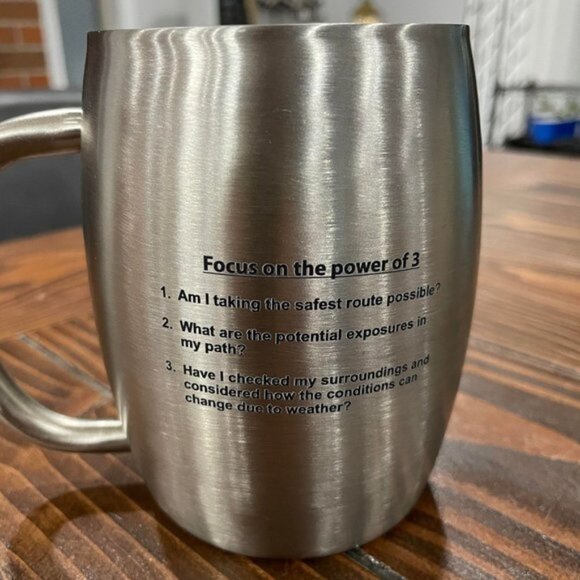 Focus on the power of 3
1. Am I taking the safest route possible?
2. What are the potential exposures in
my path?
3. Have I checked my surroundings and
considered how the conditions can
change due to weather?